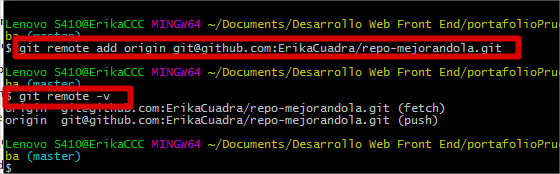 Lenovo S410@ErikaCCC MINGW64 ~/Documents/Desarrollo Web Front End/portafolioPrue
ba (master)
$ git remote add origin git@github.com:ErikaCuadra/repo-mejorandola.git
Lenovo S410@ErikaCCC MINGW64 ~/Documents/Desarrollo Web Front End/portafolioPrue
ba (master)
$ git remote -v
origin git@github.com:ErikaCuadra/repo-mejorandola.git (fetch)
origin git@github.com:ErikaCuadra/repo-mejorandola.git (push)
Lenovo S410@ErikaCCC MINGW64 ~/Documents/Desarrollo Web Front End/portafolioPrue
ba (master)
$